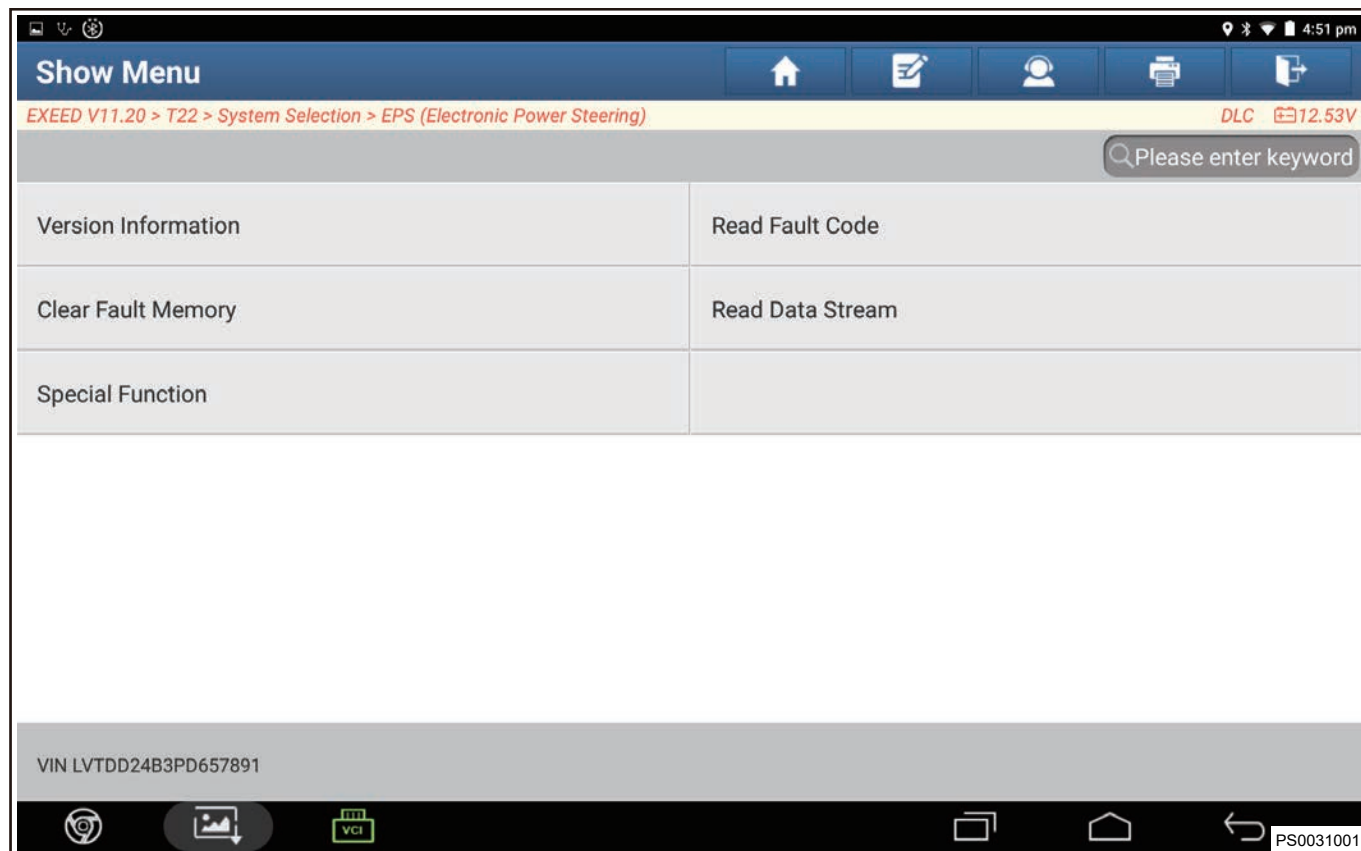 4:51 pm
Show Menu
EXEED V11.20 > T22 > System Selection > EPS (Electronic Power Steering)
DLC 12.53V
Please enter keyword
Version Information
Read Fault Code
Clear Fault Memory
Read Data Stream
Special Function
VIN LVTDD24B3PD657891
VCI
PS0031001